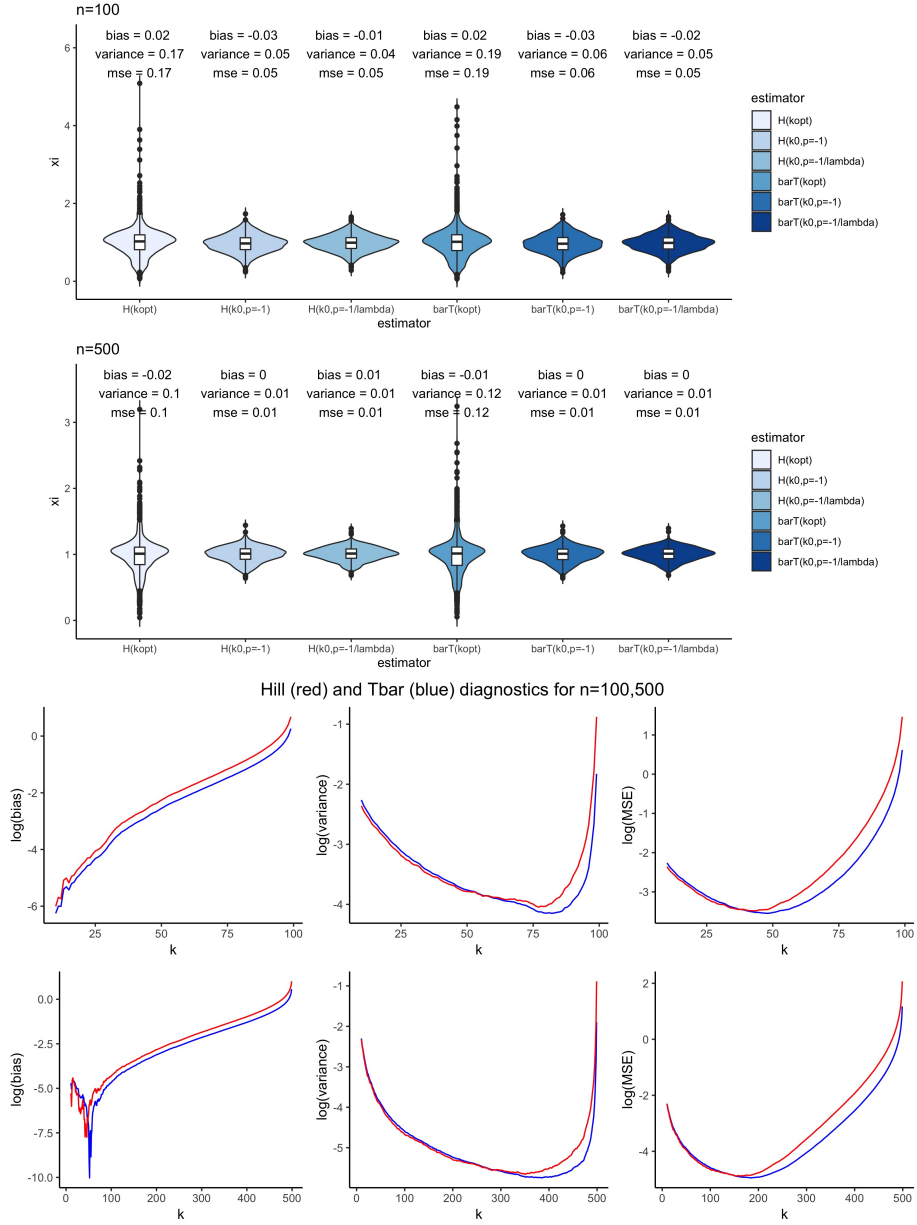 n=100
bias = 0.02 bias = -0.03 bias = -0.01 bias = 0.02 bias = -0.03 bias = -0.02
variance = 0.17 variance = 0.05 variance = 0.04 variance = 0.19 variance = 0.06 variance = 0.05
mse = 0.17 mse = 0.05 mse = 0.05 mse = 0.19 mse = 0.06 mse = 0.05
6
4
2
0
xi
H(kopt) H(k0,p=-1) H(k0,p=-1/lambda) barT(kopt) barT(k0,p=-1) barT(k0,p=-1/lambda)
estimator
estimator
H(kopt)
H(k0,p=-1)
H(k0,p=-1/lambda)
barT(kopt)
barT(k0,p=-1)
barT(k0,p=-1/lambda)
n=500
bias = -0.02 bias = 0 bias = 0.01 bias = -0.01 bias = 0 bias = 0
variance = 0.1 variance = 0.01 variance = 0.01 variance = 0.12 variance = 0.01 variance = 0.01
mse = 0.1 mse = 0.01 mse = 0.01 mse = 0.12 mse = 0.01 mse = 0.01
3
2
1
0
xi
H(kopt) H(k0,p=-1) H(k0,p=-1/lambda) barT(kopt) barT(k0,p=-1) barT(k0,p=-1/lambda)
estimator
estimator
H(kopt)
H(k0,p=-1)
H(k0,p=-1/lambda)
barT(kopt)
barT(k0,p=-1)
barT(k0,p=-1/lambda)
Hill (red) and Tbar (blue) diagnostics for n=100,500
log(bias)
0
-2
-4
-6
25 50 75 100
k
log(variance)
-1
-2
-3
-4
25 50 75 100
k
log(MSE)
1
0
-1
-2
-3
25 50 75 100
k
log(bias)
0.0
-2.5
-5.0
-7.5
-10.0
0 100 200 300 400 500
k
log(variance)
-1
-2
-3
-4
-5
0 100 200 300 400 500
k
log(MSE)
2
0
-2
-4
0 100 200 300 400 500
k